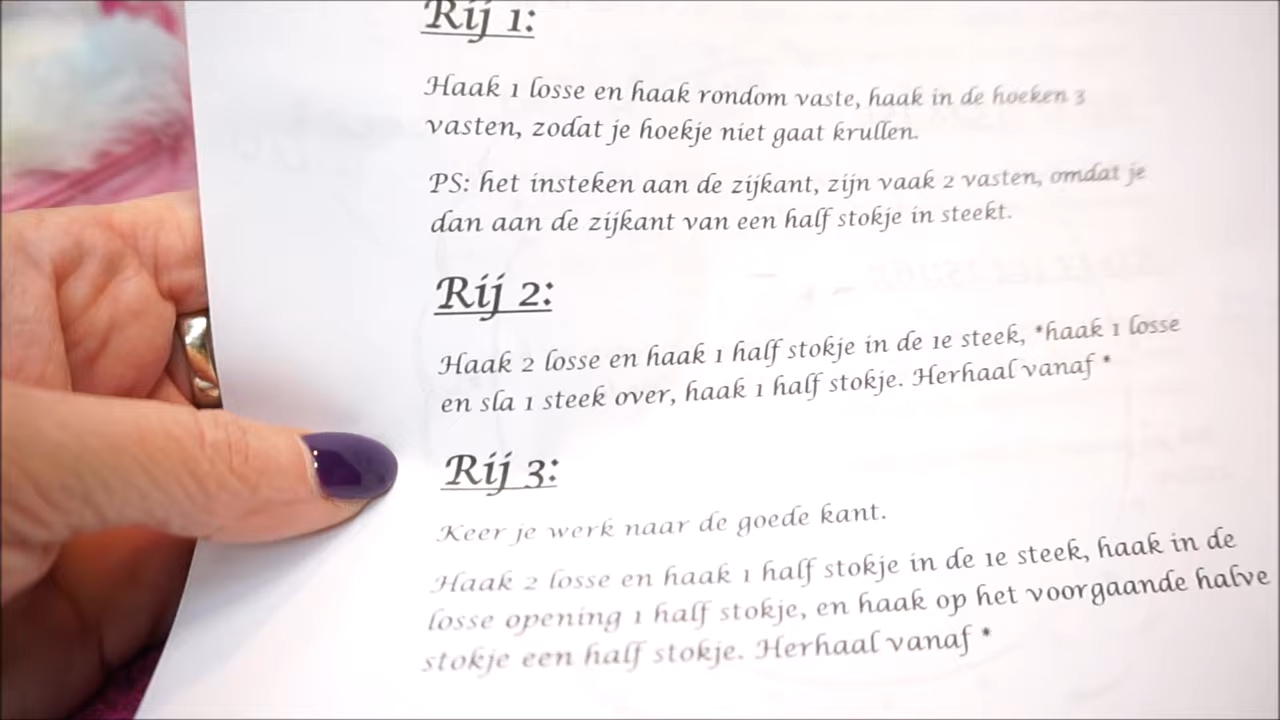 Rij 1:
Haak 1 losse en haak rondom vaste, haak in de hoeken 3
vasten, zodat je hoekje niet gaat krullen.
PS: het insteken aan de zijkant, zijn vaak 2 vasten, omdat je
dan aan de zijkant van een half stokje in steekt.
Rij 2:
Haak 2 losse en haak 1 half stokje in de 1e steek, *haak 1 losse
en sla 1 steek over, haak 1 half stokje. Herhaal vanaf *
Rij 3:
Keer je werk naar de goede kant.
Haak 2 losse en haak 1 half stokje in de 1e steek, haak in de
losse opening 1 half stokje, en haak op het voorgaande halve
stokje een half stokje. Herhaal vanaf *